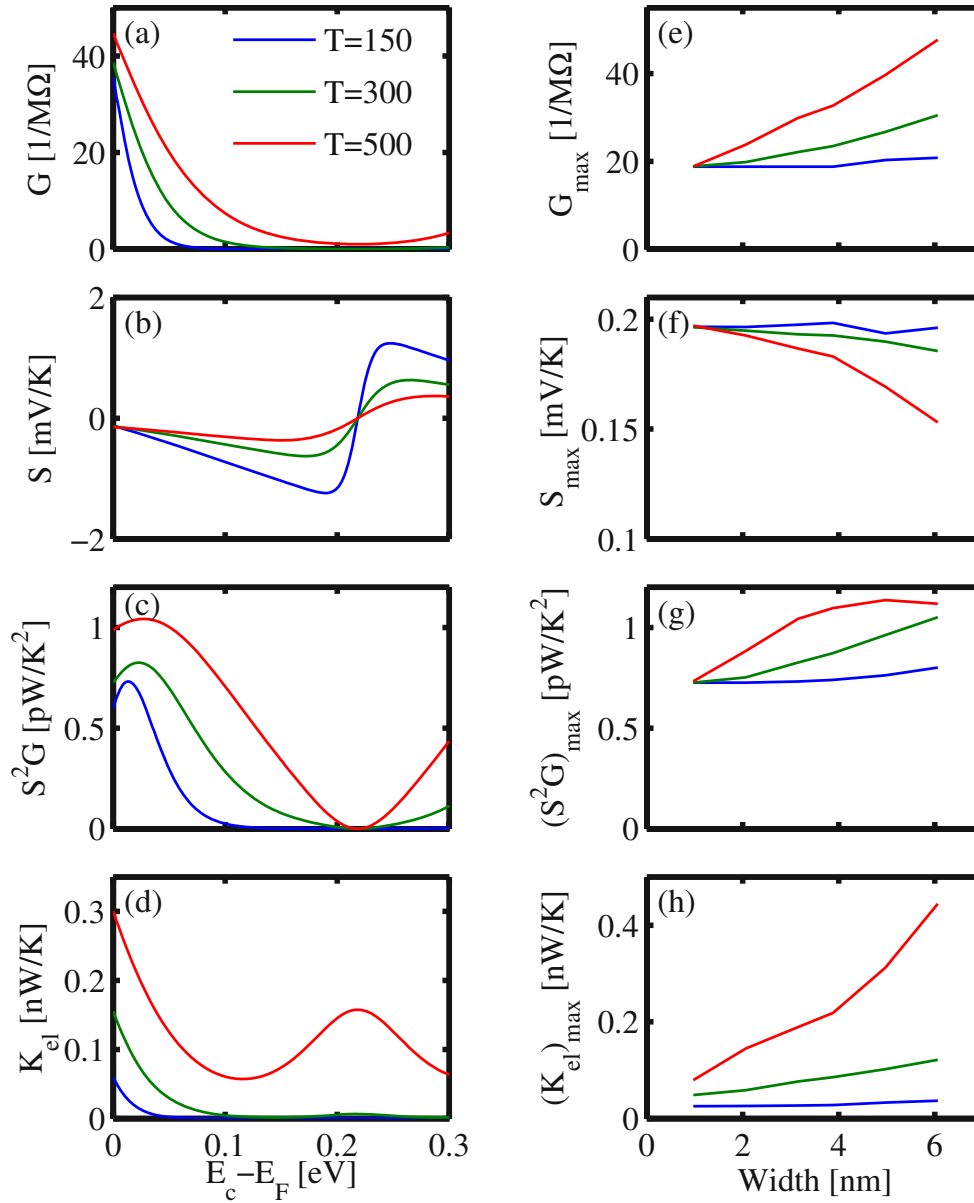 (a)
T=150
T=300
T=500
G [1/MΩ]
40
20
0
(b)
S [mV/K]
2
0
−2
(c)
S²G [pW/K²]
1
0.5
0
(d)
K_el [nW/K]
0.3
0.2
0.1
0
0 0.1 0.2 0.3
E_c−E_F [eV]
(e)
G_max [1/MΩ]
40
20
0
(f)
S_max [mV/K]
0.2
0.15
0.1
(g)
(S²G)_max [pW/K²]
1
0.5
0
(h)
(K_el)_max [nW/K]
0.4
0.2
0
0 2 4 6
Width [nm]